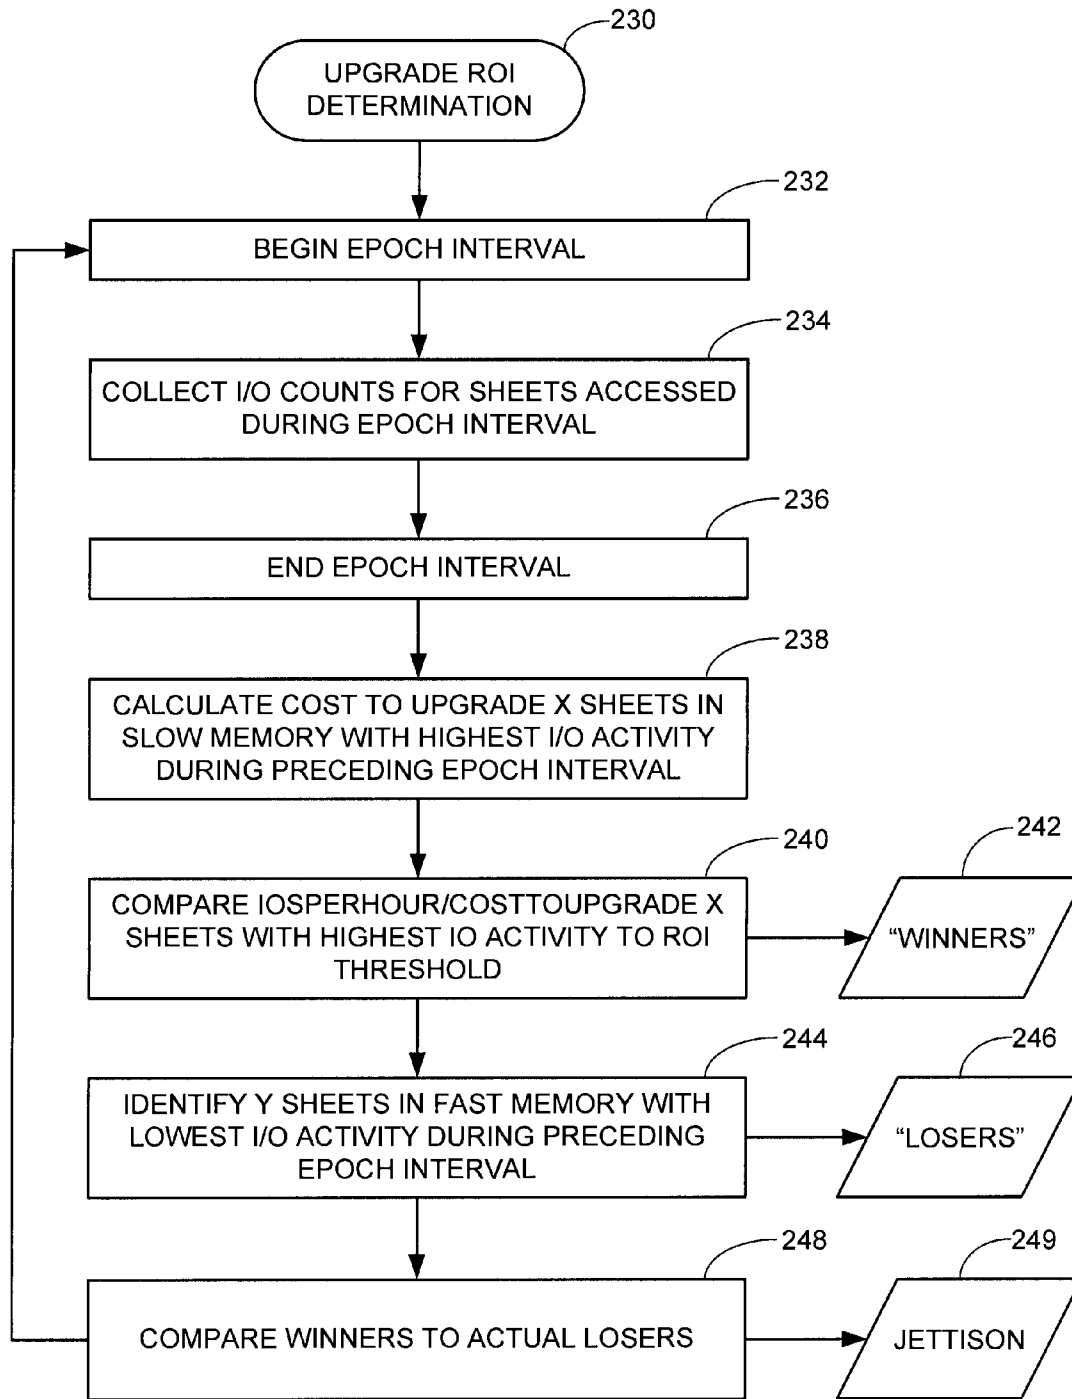 230
UPGRADE ROI
DETERMINATION
232
BEGIN EPOCH INTERVAL
234
COLLECT I/O COUNTS FOR SHEETS ACCESSED
DURING EPOCH INTERVAL
236
END EPOCH INTERVAL
238
CALCULATE COST TO UPGRADE X SHEETS IN
SLOW MEMORY WITH HIGHEST I/O ACTIVITY
DURING PRECEDING EPOCH INTERVAL
240
242
COMPARE IOSPERHOUR/COSTTOUPGRADE X
SHEETS WITH HIGHEST IO ACTIVITY TO ROI
THRESHOLD
“WINNERS”
244
246
IDENTIFY Y SHEETS IN FAST MEMORY WITH
LOWEST I/O ACTIVITY DURING PRECEDING
EPOCH INTERVAL
“LOSERS”
248
249
COMPARE WINNERS TO ACTUAL LOSERS
JETTISON